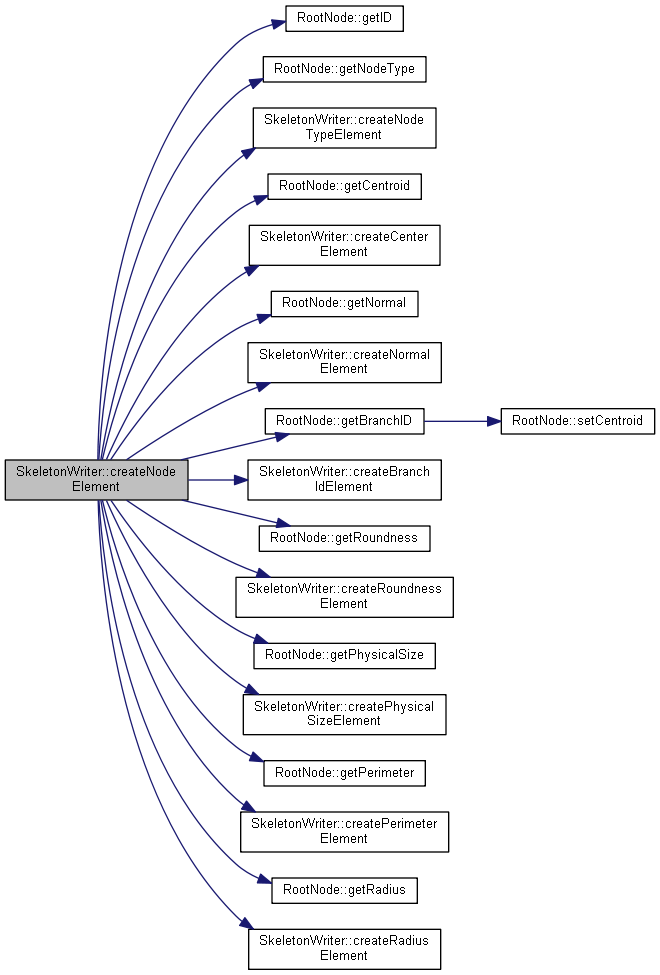 RootNode::getID
RootNode::getNodeType
SkeletonWriter::createNode
TypeElement
RootNode::getCentroid
SkeletonWriter::createCenter
Element
RootNode::getNormal
SkeletonWriter::createNormal
Element
RootNode::getBranchID
RootNode::setCentroid
SkeletonWriter::createNode
Element
SkeletonWriter::createBranch
IdElement
RootNode::getRoundness
SkeletonWriter::createRoundness
Element
RootNode::getPhysicalSize
SkeletonWriter::createPhysical
SizeElement
RootNode::getPerimeter
SkeletonWriter::createPerimeter
Element
RootNode::getRadius
SkeletonWriter::createRadius
Element